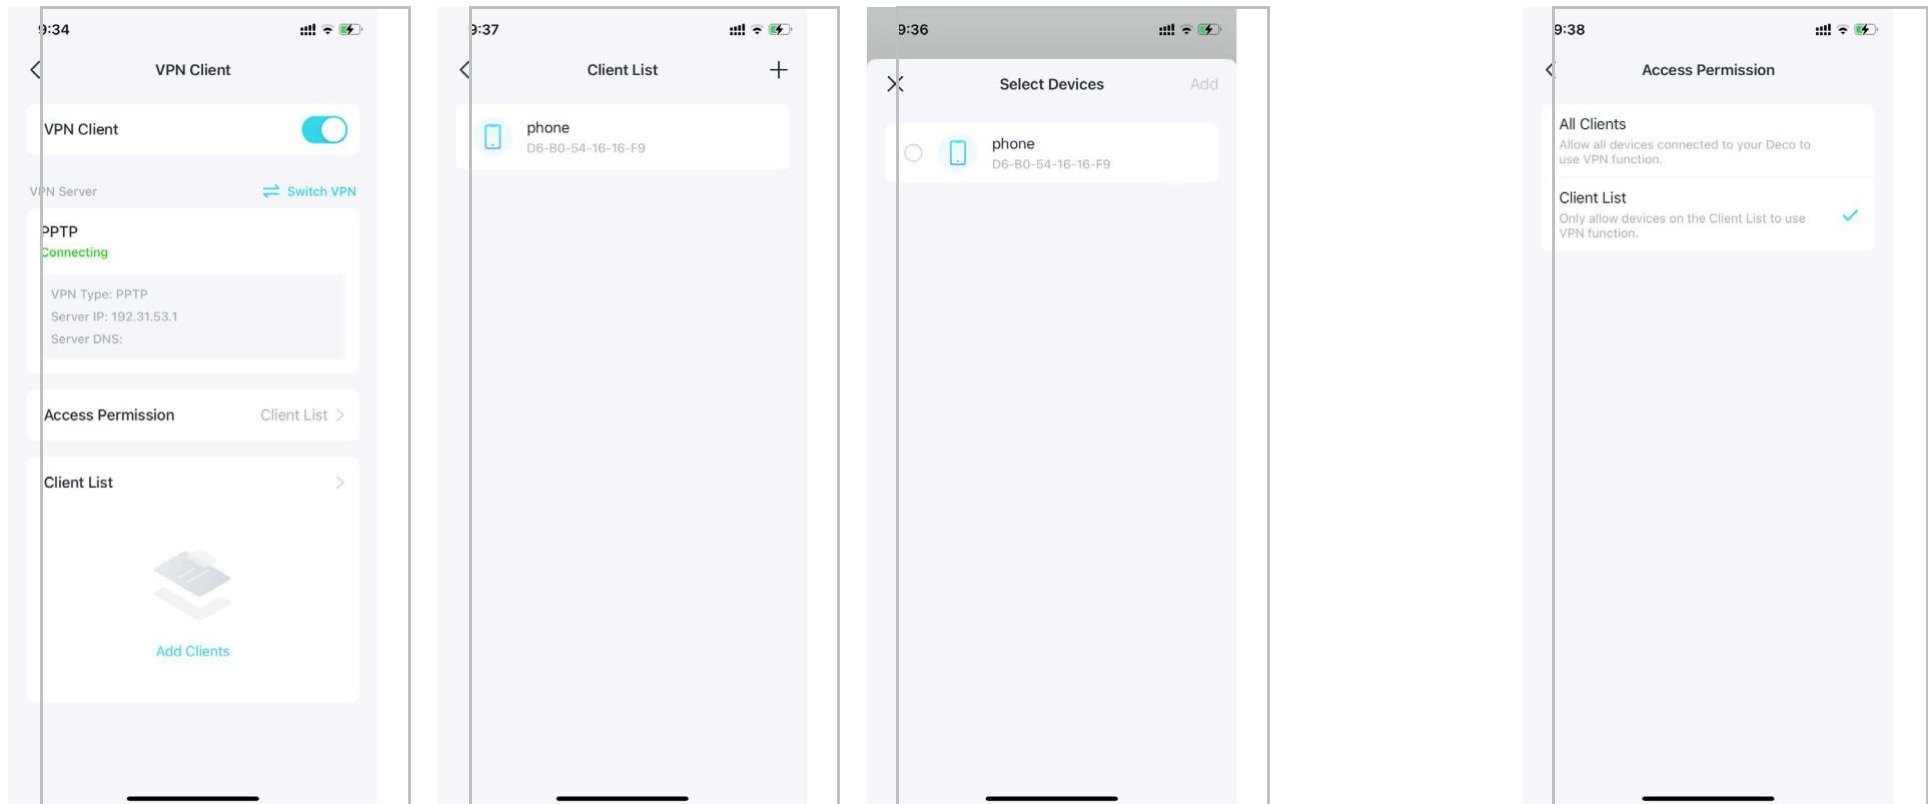 9:34
VPN Client
VPN Client
VPN Server
Switch VPN
PPTP
Connecting
VPN Type: PPTP
Server IP: 192.31.53.1
Server DNS:
Access Permission
Client List
Client List
Add Clients
9:37
Client List
phone
D6-B0-54-16-16-F9
9:36
Select Devices
Add
phone
D6-B0-54-16-16-F9
9:38
Access Permission
All Clients
Allow all devices connected to your Deco to
use VPN function.
Client List
Only allow devices on the Client List to use
VPN function.